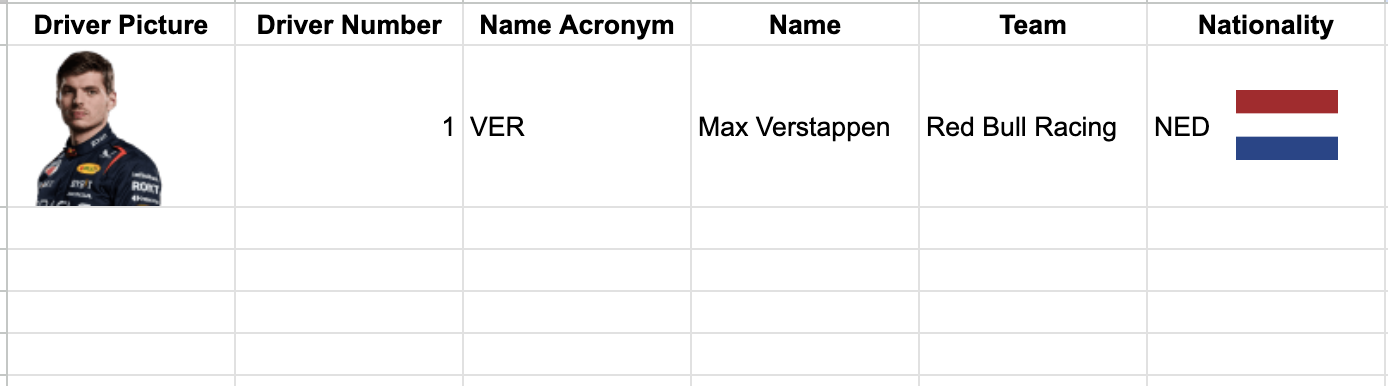 Driver Picture Driver Number Name Acronym Name Team Nationality
1 VER Max Verstappen Red Bull Racing NED